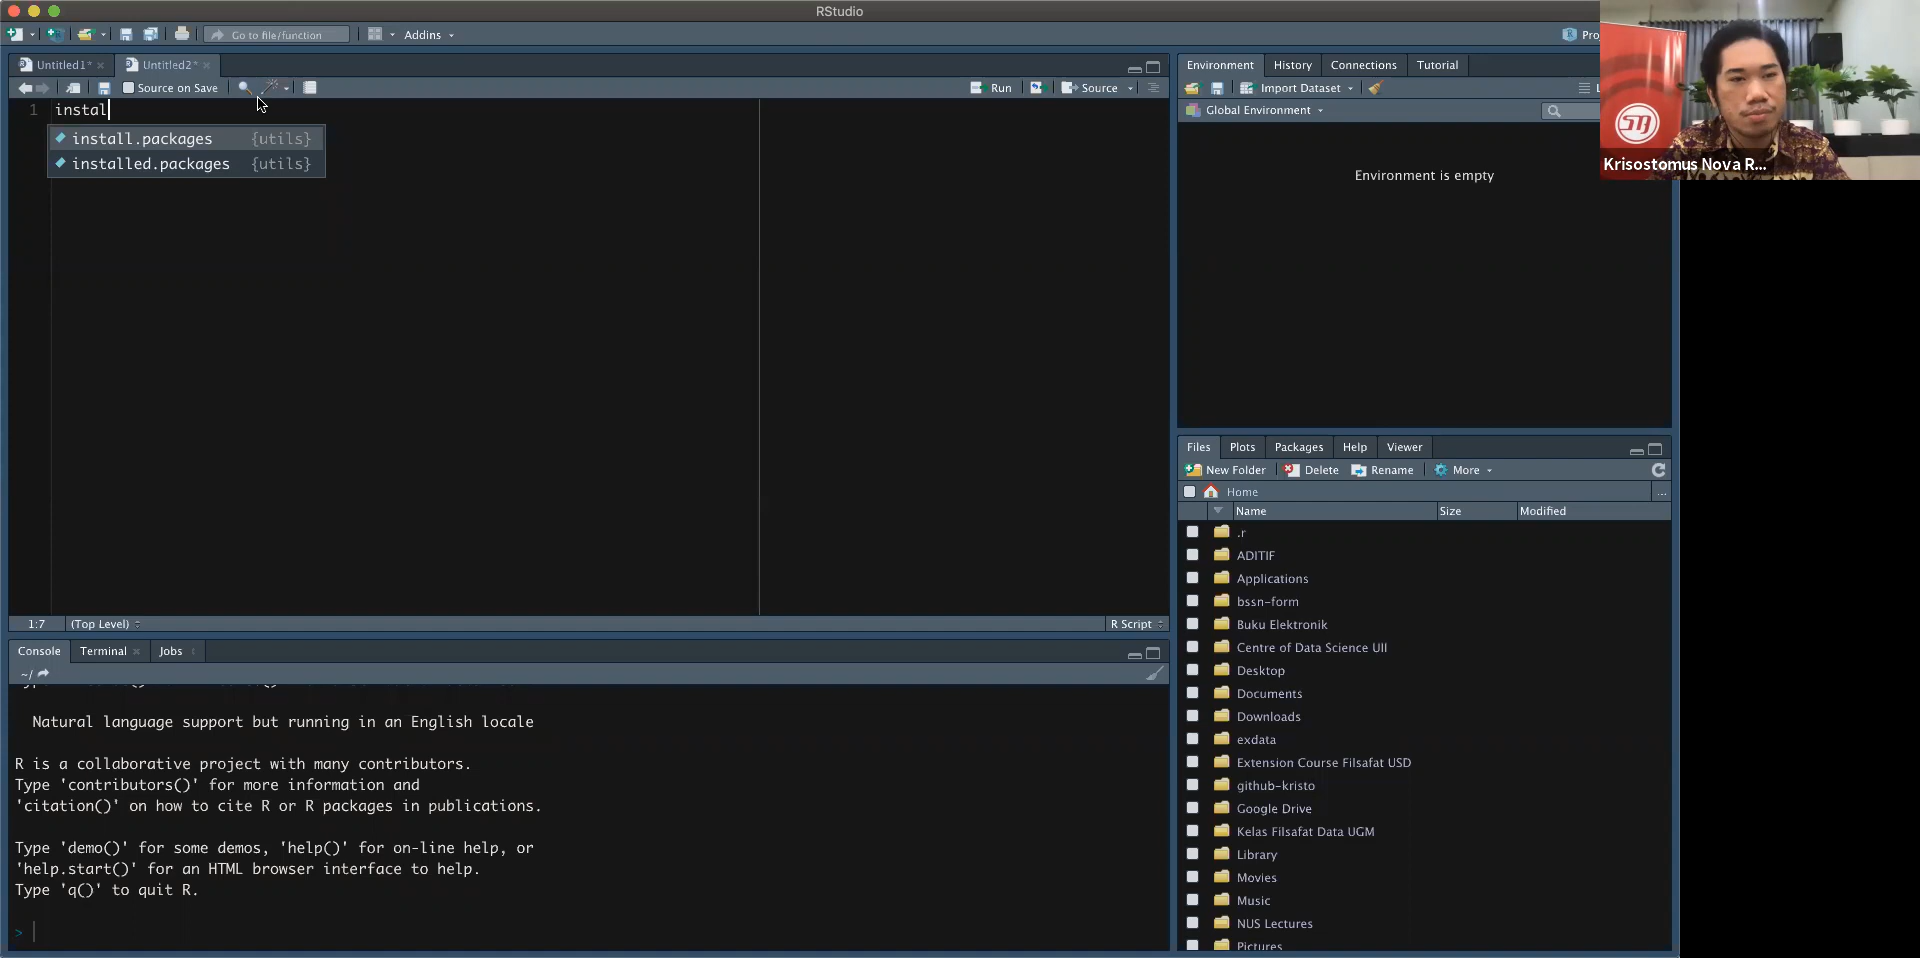 RStudio
Go to file/function
Addins
Untitled1*
Untitled2*
Source on Save
Run
Source
1
instal
install.packages {utils}
installed.packages {utils}
1:7
(Top Level)
R Script
Console
Terminal
Jobs
~/
Natural language support but running in an English locale
R is a collaborative project with many contributors.
Type 'contributors()' for more information and
'citation()' on how to cite R or R packages in publications.
Type 'demo()' for some demos, 'help()' for on-line help, or
'help.start()' for an HTML browser interface to help.
Type 'q()' to quit R.
>
Environment
History
Connections
Tutorial
Import Dataset
Global Environment
Environment is empty
Files
Plots
Packages
Help
Viewer
New Folder
Delete
Rename
More
Home
...
Name
Size
Modified
.r
ADITIF
Applications
bssn-form
Buku Elektronik
Centre of Data Science UII
Desktop
Documents
Downloads
exdata
Extension Course Filsafat USD
github-kristo
Google Drive
Kelas Filsafat Data UGM
Library
Movies
Music
NUS Lectures
Pictures
Krisostomus Nova R...